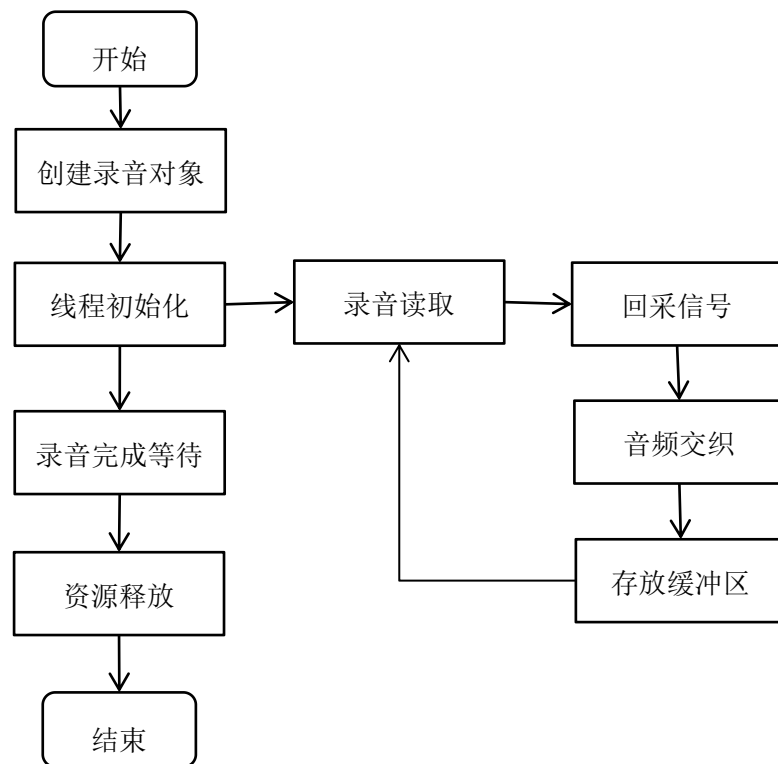 开始
创建录音对象
线程初始化
录音读取
回采信号
录音完成等待
音频交织
资源释放
存放缓冲区
结束